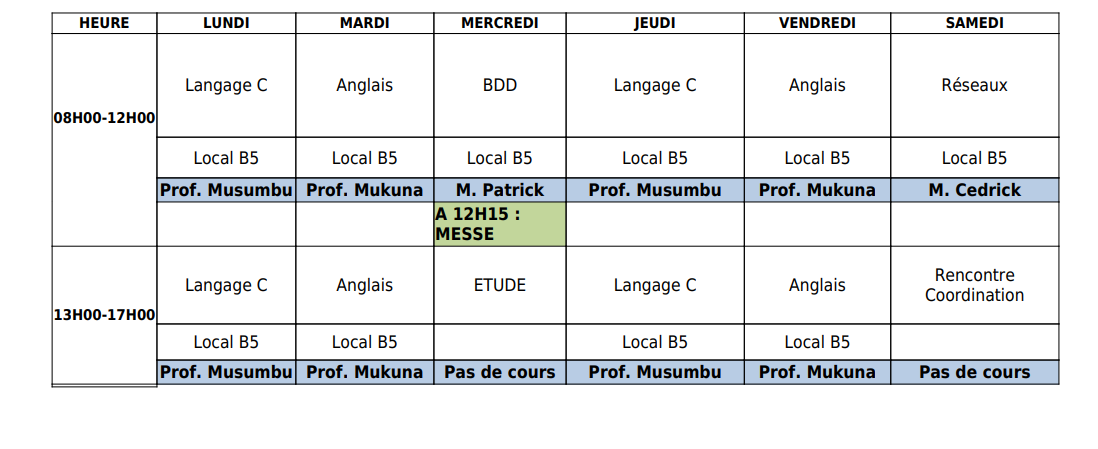 HEURE LUNDI MARDI MERCREDI JEUDI VENDREDI SAMEDI
08H00-12H00
Langage C Anglais BDD Langage C Anglais Réseaux
Local B5 Local B5 Local B5 Local B5 Local B5 Local B5
Prof. Musumbu Prof. Mukuna M. Patrick Prof. Musumbu Prof. Mukuna M. Cedrick
A 12H15 :
MESSE
13H00-17H00
Langage C Anglais ETUDE Langage C Anglais Rencontre
Coordination
Local B5 Local B5 Local B5 Local B5
Prof. Musumbu Prof. Mukuna Pas de cours Prof. Musumbu Prof. Mukuna Pas de cours